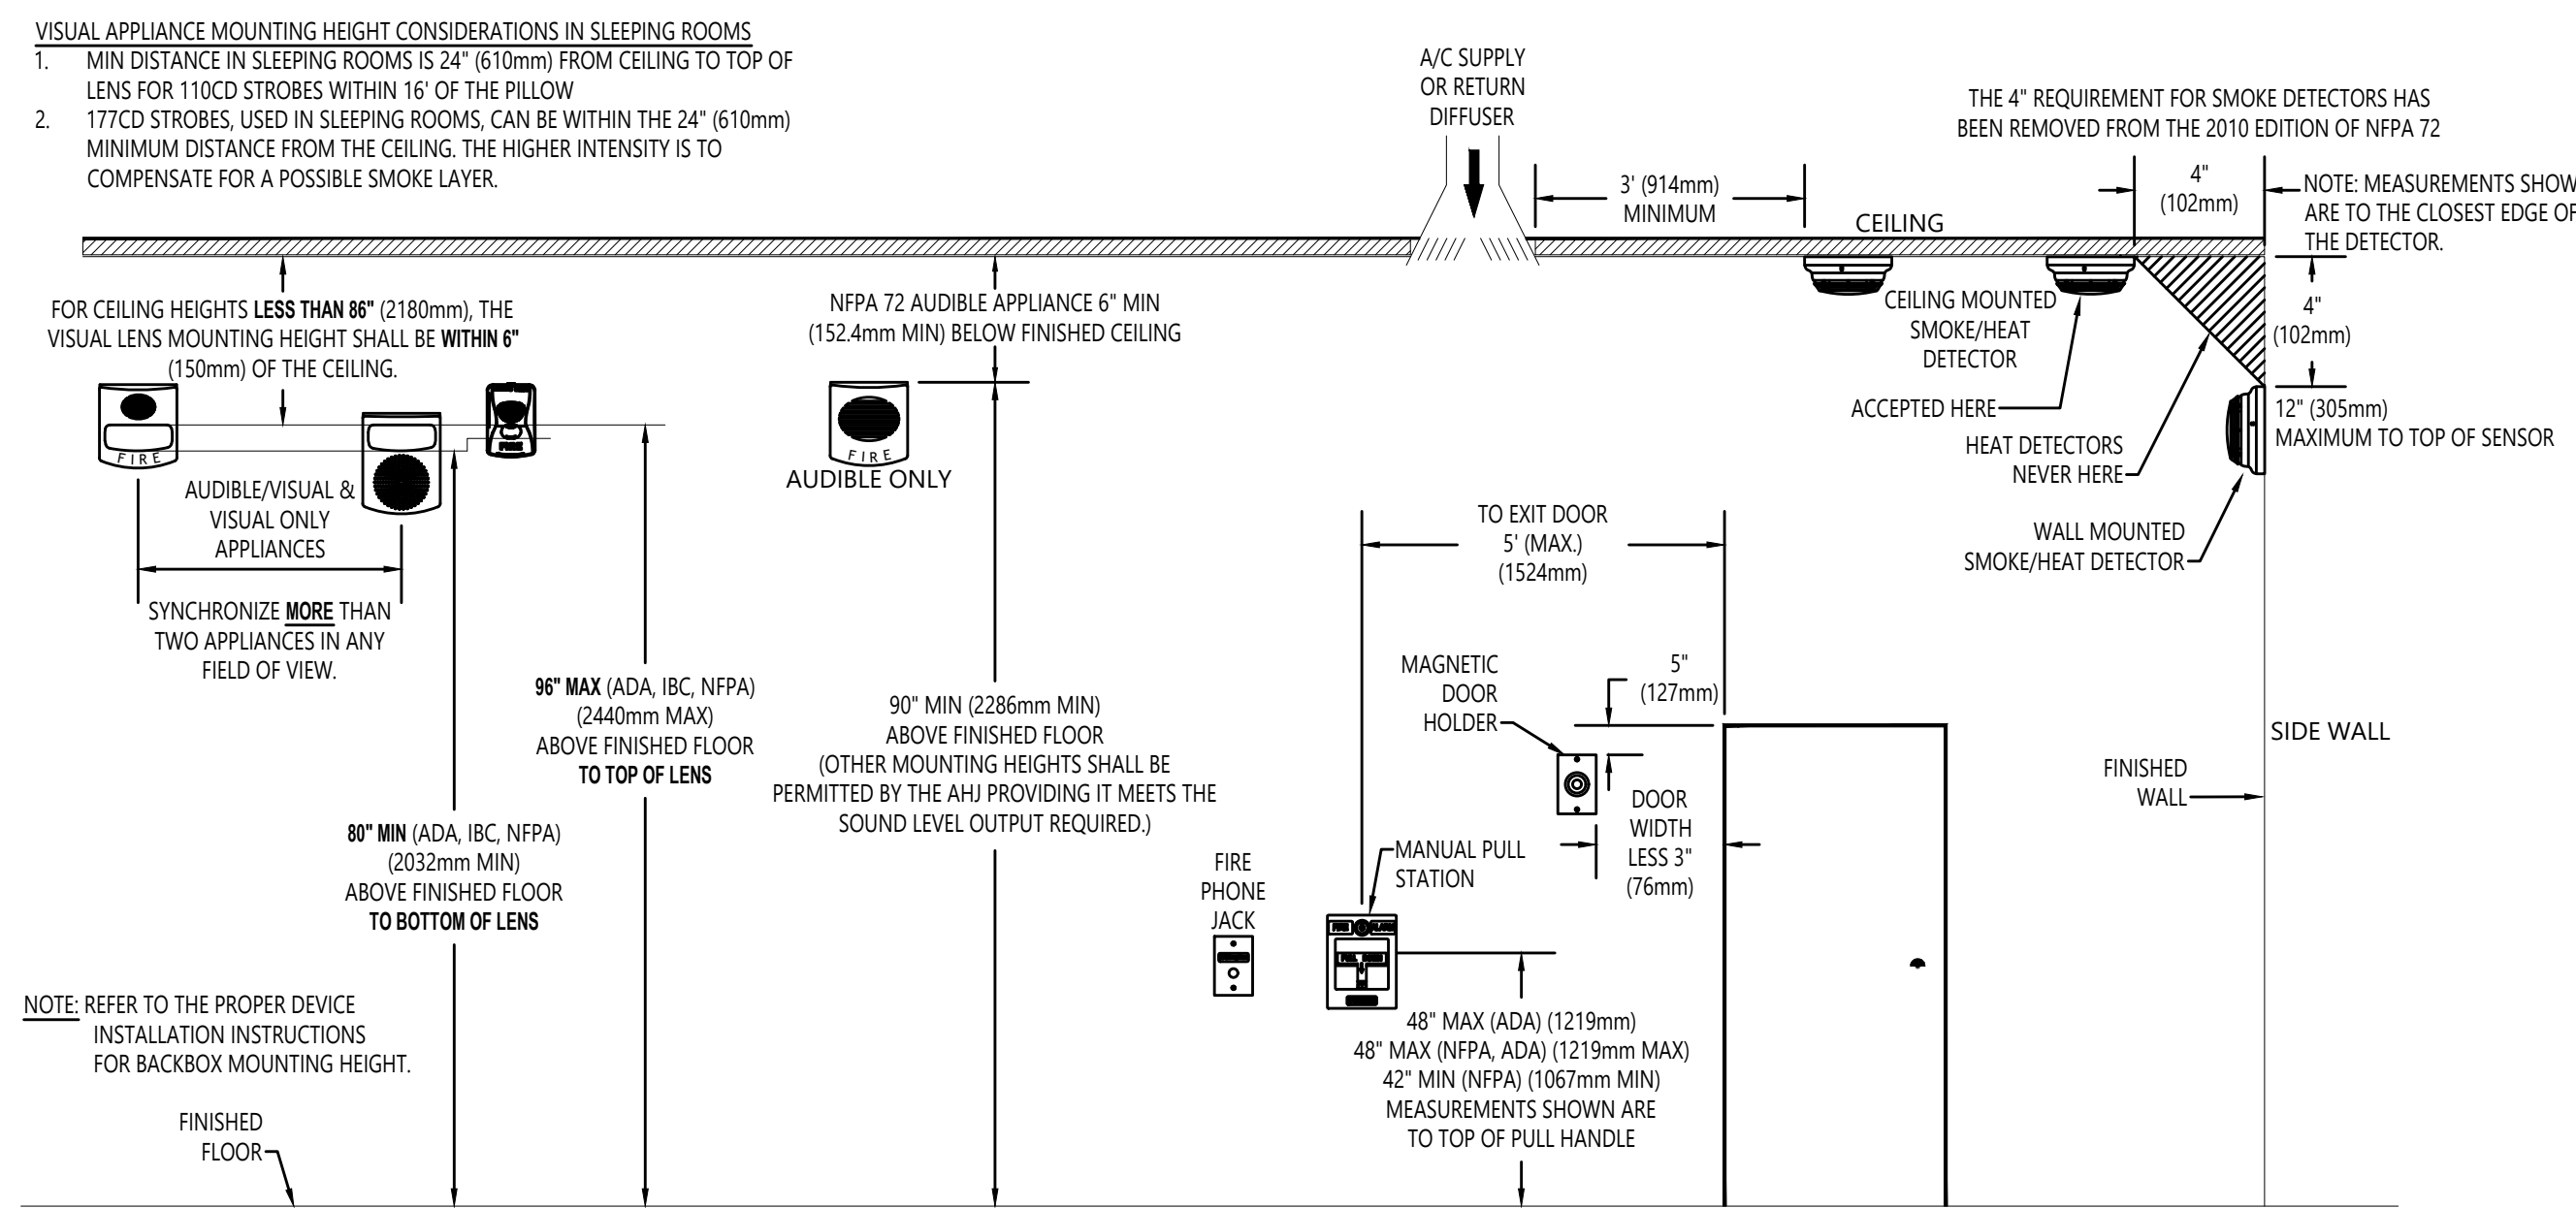 VISUAL APPLIANCE MOUNTING HEIGHT CONSIDERATIONS IN SLEEPING ROOMS
1. MIN DISTANCE IN SLEEPING ROOMS IS 24" (610mm) FROM CEILING TO TOP OF
LENS FOR 110CD STROBES WITHIN 16' OF THE PILLOW
2. 177CD STROBES, USED IN SLEEPING ROOMS, CAN BE WITHIN THE 24" (610mm)
MINIMUM DISTANCE FROM THE CEILING. THE HIGHER INTENSITY IS TO
COMPENSATE FOR A POSSIBLE SMOKE LAYER.
A/C SUPPLY
OR RETURN
DIFFUSER
3' (914mm)
MINIMUM
CEILING
THE 4" REQUIREMENT FOR SMOKE DETECTORS HAS
BEEN REMOVED FROM THE 2010 EDITION OF NFPA 72
4"
(102mm)
NOTE: MEASUREMENTS SHOW
ARE TO THE CLOSEST EDGE OF
THE DETECTOR.
FOR CEILING HEIGHTS LESS THAN 86" (2180mm), THE
VISUAL LENS MOUNTING HEIGHT SHALL BE WITHIN 6"
(150mm) OF THE CEILING.
NFPA 72 AUDIBLE APPLIANCE 6" MIN
(152.4mm MIN) BELOW FINISHED CEILING
CEILING MOUNTED
SMOKE/HEAT
DETECTOR
4"
(102mm)
ACCEPTED HERE
12" (305mm)
MAXIMUM TO TOP OF SENSOR
HEAT DETECTORS
NEVER HERE
WALL MOUNTED
SMOKE/HEAT DETECTOR
FIRE
FIRE
FIRE
AUDIBLE ONLY
AUDIBLE/VISUAL &
VISUAL ONLY
APPLIANCES
SYNCHRONIZE MORE THAN
TWO APPLIANCES IN ANY
FIELD OF VIEW.
96" MAX (ADA, IBC, NFPA)
(2440mm MAX)
ABOVE FINISHED FLOOR
TO TOP OF LENS
80" MIN (ADA, IBC, NFPA)
(2032mm MIN)
ABOVE FINISHED FLOOR
TO BOTTOM OF LENS
90" MIN (2286mm MIN)
ABOVE FINISHED FLOOR
(OTHER MOUNTING HEIGHTS SHALL BE
PERMITTED BY THE AHJ PROVIDING IT MEETS THE
SOUND LEVEL OUTPUT REQUIRED.)
TO EXIT DOOR
5' (MAX.)
(1524mm)
MAGNETIC
DOOR
HOLDER
5"
(127mm)
DOOR
WIDTH
LESS 3"
(76mm)
SIDE WALL
FINISHED
WALL
FIRE
PHONE
JACK
MANUAL PULL
STATION
FIRE ALARM
PULL DOWN
48" MAX (ADA) (1219mm)
48" MAX (NFPA, ADA) (1219mm MAX)
42" MIN (NFPA) (1067mm MIN)
MEASUREMENTS SHOWN ARE
TO TOP OF PULL HANDLE
NOTE: REFER TO THE PROPER DEVICE
INSTALLATION INSTRUCTIONS
FOR BACKBOX MOUNTING HEIGHT.
FINISHED
FLOOR